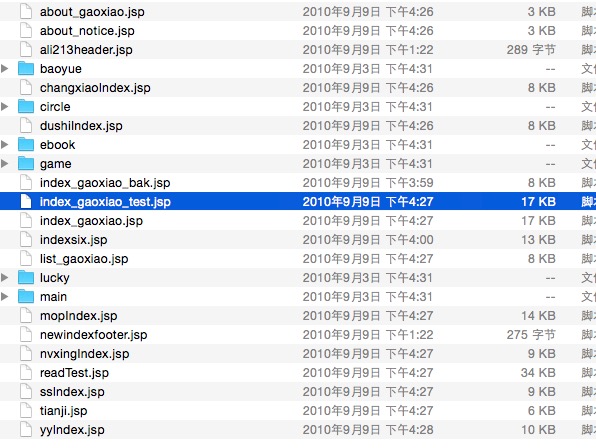 about_gaoxiao.jsp 2010年9月9日 下午4:26 3 KB 脚
about_notice.jsp 2010年9月9日 下午4:26 3 KB 脚
ali213header.jsp 2010年9月9日 下午1:22 289 字节 脚
baoyue 2010年9月3日 下午4:31 -- 文
changxiaoIndex.jsp 2010年9月9日 下午4:26 8 KB 脚
circle 2010年9月3日 下午4:31 -- 文
dushiIndex.jsp 2010年9月9日 下午4:26 8 KB 脚
ebook 2010年9月3日 下午4:31 -- 文
game 2010年9月3日 下午4:31 -- 文
index_gaoxiao_bak.jsp 2010年9月9日 下午3:59 8 KB 脚
index_gaoxiao_test.jsp 2010年9月9日 下午4:27 17 KB 脚
index_gaoxiao.jsp 2010年9月9日 下午4:27 17 KB 脚
indexsix.jsp 2010年9月9日 下午4:00 13 KB 脚
list_gaoxiao.jsp 2010年9月9日 下午4:27 8 KB 脚
lucky 2010年9月3日 下午4:31 -- 文
main 2010年9月3日 下午4:31 -- 文
mopIndex.jsp 2010年9月9日 下午4:27 14 KB 脚
newindexfooter.jsp 2010年9月9日 下午1:22 275 字节 脚
nvxingIndex.jsp 2010年9月9日 下午4:27 9 KB 脚
readTest.jsp 2010年9月9日 下午4:27 34 KB 脚
ssIndex.jsp 2010年9月9日 下午4:27 9 KB 脚
tianji.jsp 2010年9月9日 下午4:27 6 KB 脚
yyIndex.jsp 2010年9月9日 下午4:28 10 KB 脚